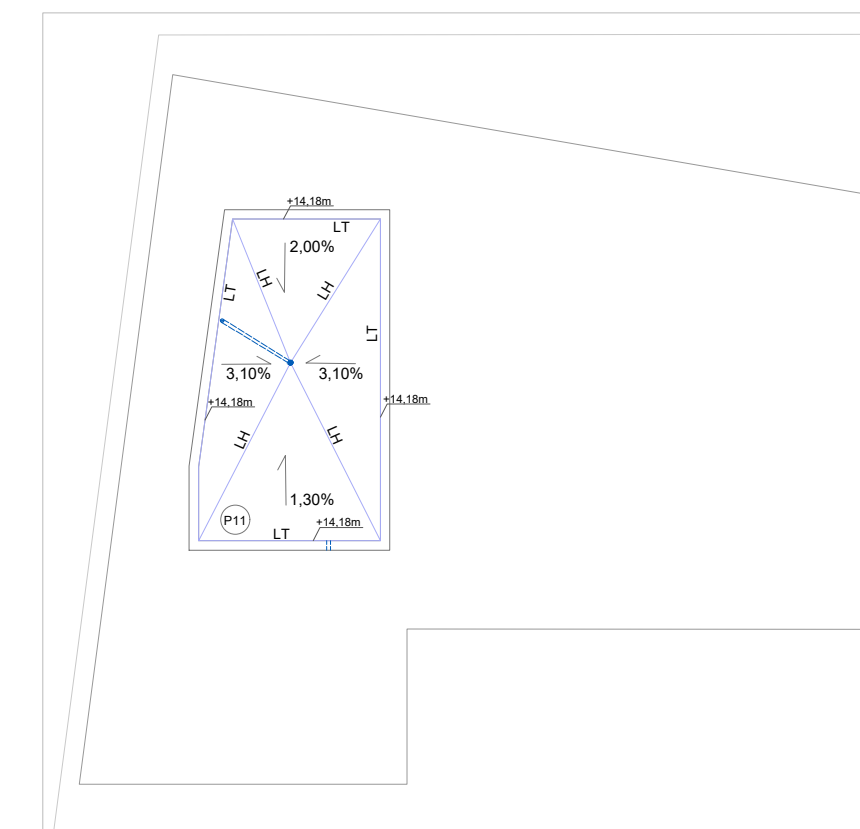 +14,18m
LT
2,00%
LH
LH
LT
LT
3,10%
3,10%
+14,18m
+14,18m
LH
LH
1,30%
P11
+14,18m
LT